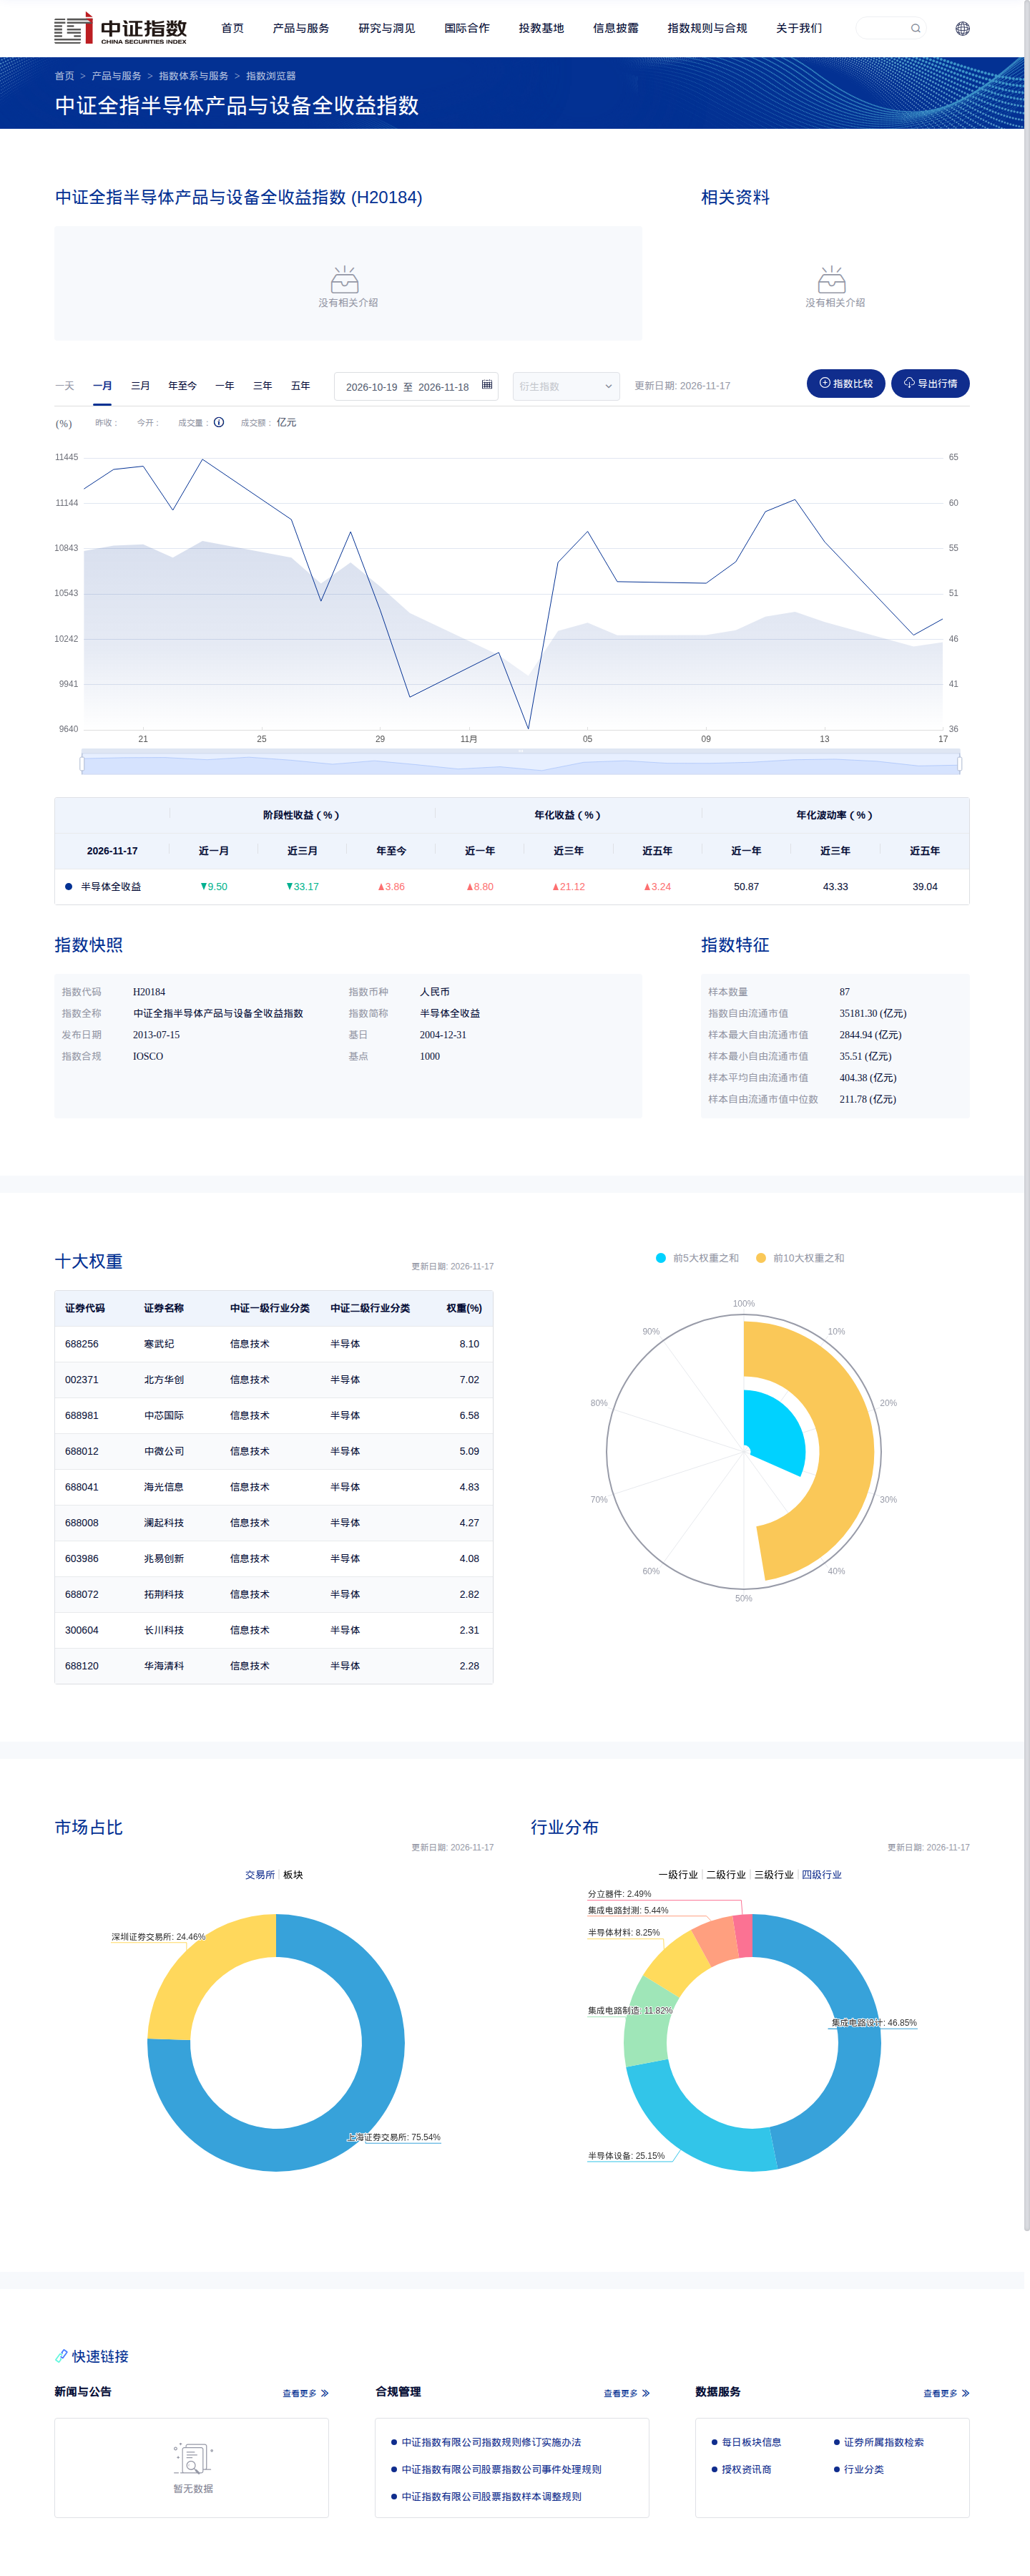 中证指数
CHINA SECURITIES INDEX
首页 产品与服务 研究与洞见 国际合作 投教基地 信息披露 指数规则与合规 关于我们
首页 > 产品与服务 > 指数体系与服务 > 指数浏览器
中证全指半导体产品与设备全收益指数
中证全指半导体产品与设备全收益指数 (H20184) 相关资料
没有相关介绍 没有相关介绍
一天 一月 三月 年至今 一年 三年 五年 2026-10-19 至 2026-11-18 衍生指数 更新日期: 2026-11-17 指数比较 导出行情
(%) 昨收 : 今开 : 成交量 : 成交额 : 亿元
11445 65
11144 60
10843 55
10543 51
10242 46
9941 41
9640 36
21 25 29 11月 05 09 13 17
阶段性收益 ( % ) 年化收益 ( % ) 年化波动率 ( % )
2026-11-17 近一月 近三月 年至今 近一年 近三年 近五年 近一年 近三年 近五年
半导体全收益 ▼9.50 ▼33.17 ▲3.86 ▲8.80 ▲21.12 ▲3.24 50.87 43.33 39.04
指数快照 指数特征
指数代码 H20184 指数币种 人民币 样本数量 87
指数全称 中证全指半导体产品与设备全收益指数 指数简称 半导体全收益 指数自由流通市值 35181.30 (亿元)
发布日期 2013-07-15 基日 2004-12-31 样本最大自由流通市值 2844.94 (亿元)
指数合规 IOSCO 基点 1000 样本最小自由流通市值 35.51 (亿元)
样本平均自由流通市值 404.38 (亿元)
样本自由流通市值中位数 211.78 (亿元)
十大权重 更新日期: 2026-11-17
证券代码 证券名称 中证一级行业分类 中证二级行业分类 权重(%)
688256 寒武纪 信息技术 半导体 8.10
002371 北方华创 信息技术 半导体 7.02
688981 中芯国际 信息技术 半导体 6.58
688012 中微公司 信息技术 半导体 5.09
688041 海光信息 信息技术 半导体 4.83
688008 澜起科技 信息技术 半导体 4.27
603986 兆易创新 信息技术 半导体 4.08
688072 拓荆科技 信息技术 半导体 2.82
300604 长川科技 信息技术 半导体 2.31
688120 华海清科 信息技术 半导体 2.28
前5大权重之和 前10大权重之和
100%
90% 10%
80% 20%
70% 30%
60% 40%
50%
市场占比 行业分布
更新日期: 2026-11-17 更新日期: 2026-11-17
交易所 板块 一级行业 二级行业 三级行业 四级行业
深圳证券交易所: 24.46%
上海证券交易所: 75.54%
分立器件: 2.49%
集成电路封测: 5.44%
半导体材料: 8.25%
集成电路制造: 11.82%
集成电路设计: 46.85%
半导体设备: 25.15%
快速链接
新闻与公告 查看更多 合规管理 查看更多 数据服务 查看更多
暂无数据
中证指数有限公司指数规则修订实施办法
中证指数有限公司股票指数公司事件处理规则
中证指数有限公司股票指数样本调整规则
每日板块信息 证券所属指数检索
授权资讯商 行业分类